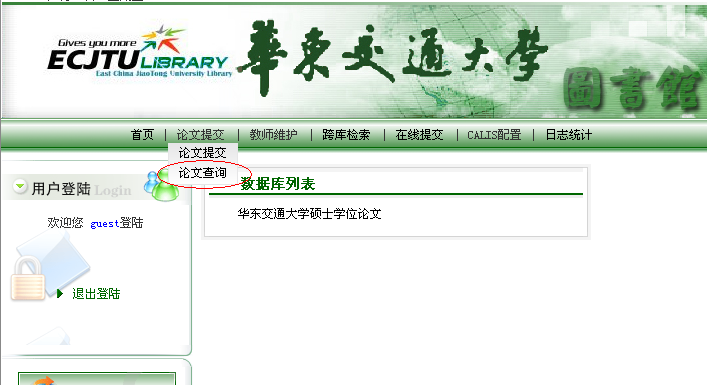 Gives you more
ECJTU LIBRARY
East China JiaoTong University Library
華東交通大學
圖書館
首页 | 论文提交 | 教师维护 | 跨库检索 | 在线提交 | CALIS配置 | 日志统计
论文提交
论文查询
用户登陆 Login
欢迎您 guest登陆
退出登陆
数据库列表
华东交通大学硕士学位论文